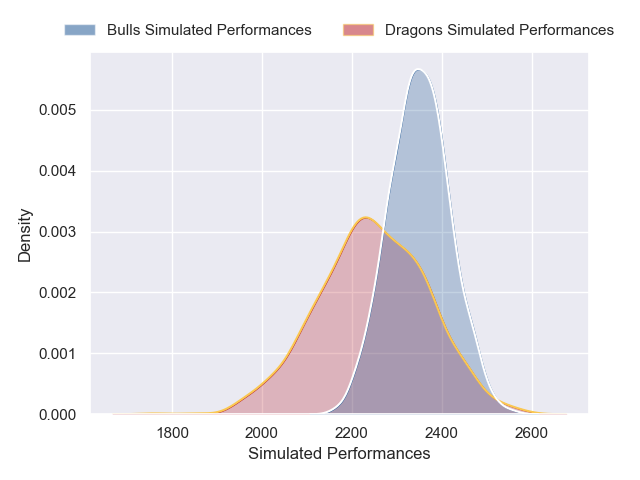 Bulls Simulated Performances
Dragons Simulated Performances
Density
0.005
0.004
0.003
0.002
0.001
0.000
1800
2000
2200
2400
2600
Simulated Performances